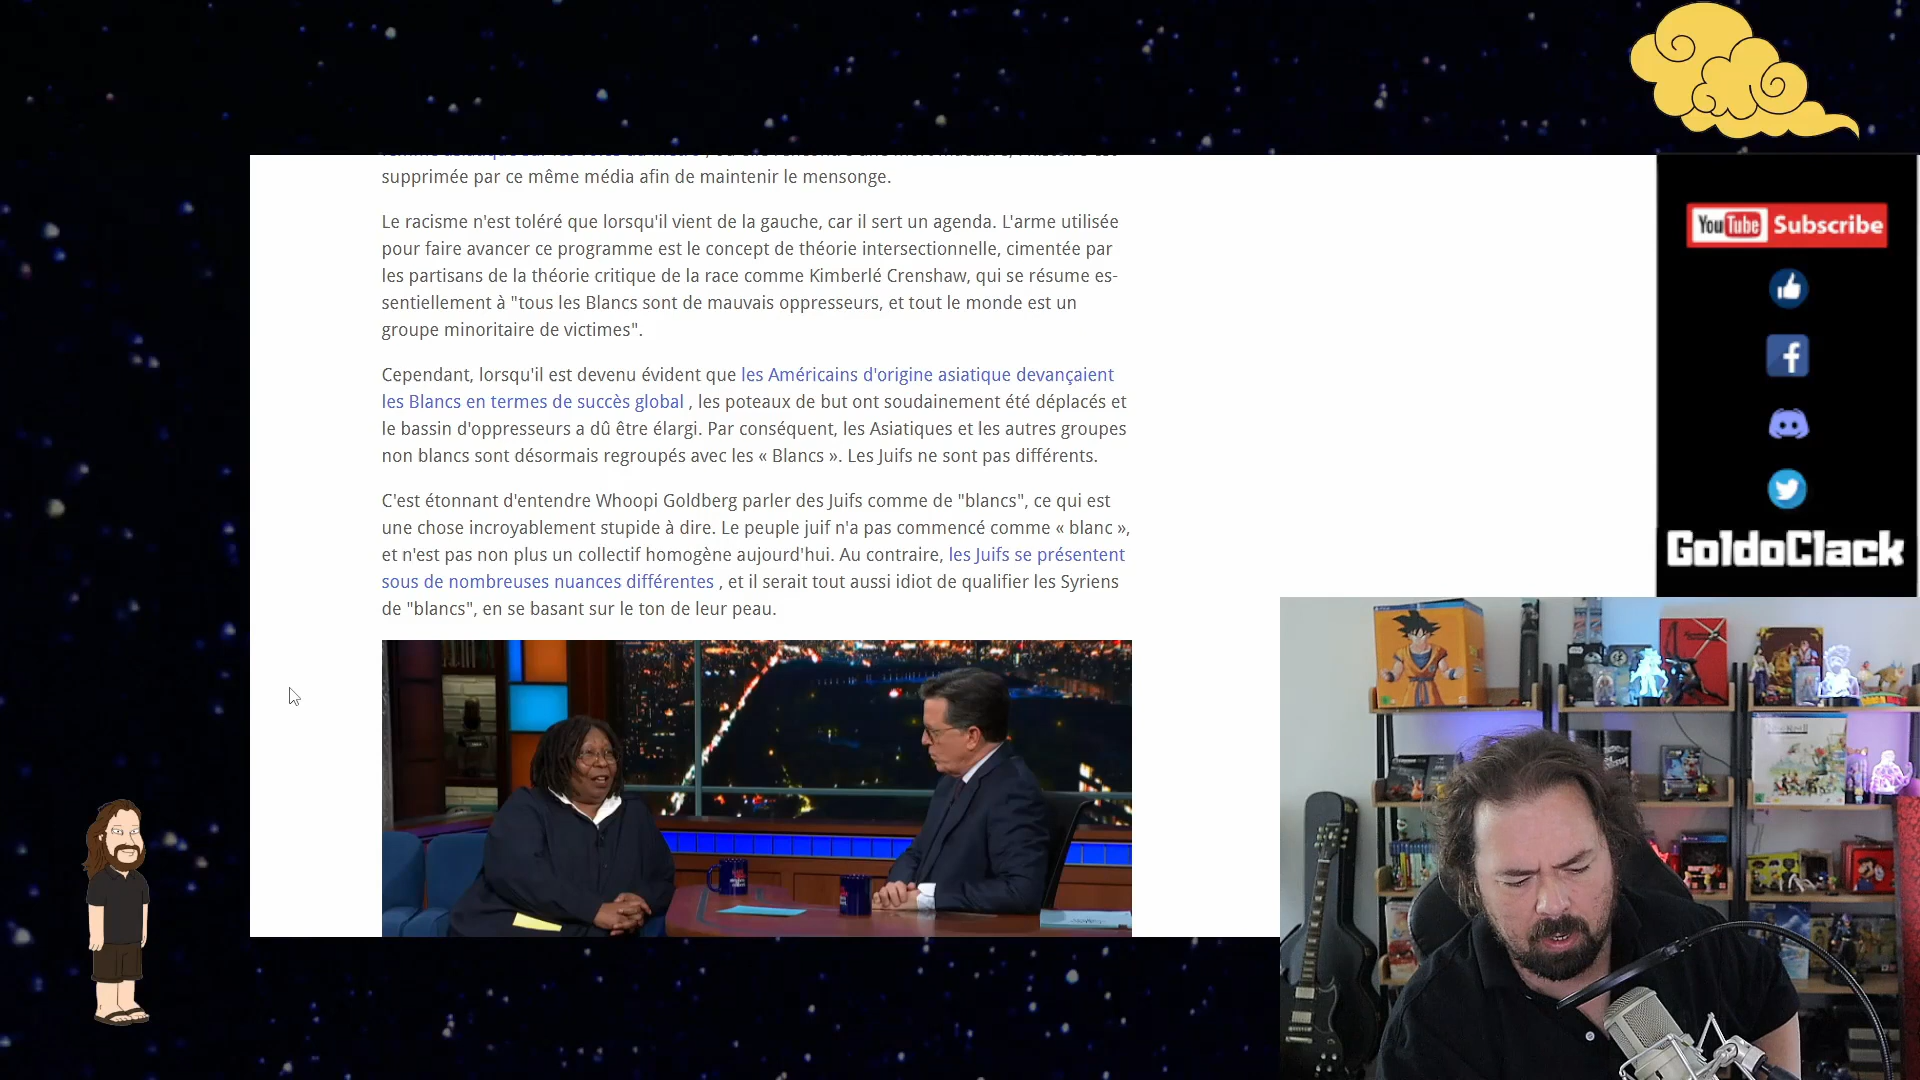 supprimée par ce même média afin de maintenir le mensonge.
Le racisme n'est toléré que lorsqu'il vient de la gauche, car il sert un agenda. L'arme utilisée
pour faire avancer ce programme est le concept de théorie intersectionnelle, cimentée par
les partisans de la théorie critique de la race comme Kimberlé Crenshaw, qui se résume es-
sentiellement à "tous les Blancs sont de mauvais oppresseurs, et tout le monde est un
groupe minoritaire de victimes".
Cependant, lorsqu'il est devenu évident que les Américains d'origine asiatique devançaient
les Blancs en termes de succès global , les poteaux de but ont soudainement été déplacés et
le bassin d'oppresseurs a dû être élargi. Par conséquent, les Asiatiques et les autres groupes
non blancs sont désormais regroupés avec les « Blancs ». Les Juifs ne sont pas différents.
C'est étonnant d'entendre Whoopi Goldberg parler des Juifs comme de "blancs", ce qui est
une chose incroyablement stupide à dire. Le peuple juif n'a pas commencé comme « blanc »,
et n'est pas non plus un collectif homogène aujourd'hui. Au contraire, les Juifs se présentent
sous de nombreuses nuances différentes , et il serait tout aussi idiot de qualifier les Syriens
de "blancs", en se basant sur le ton de leur peau.
YouTube Subscribe
GoldoClack